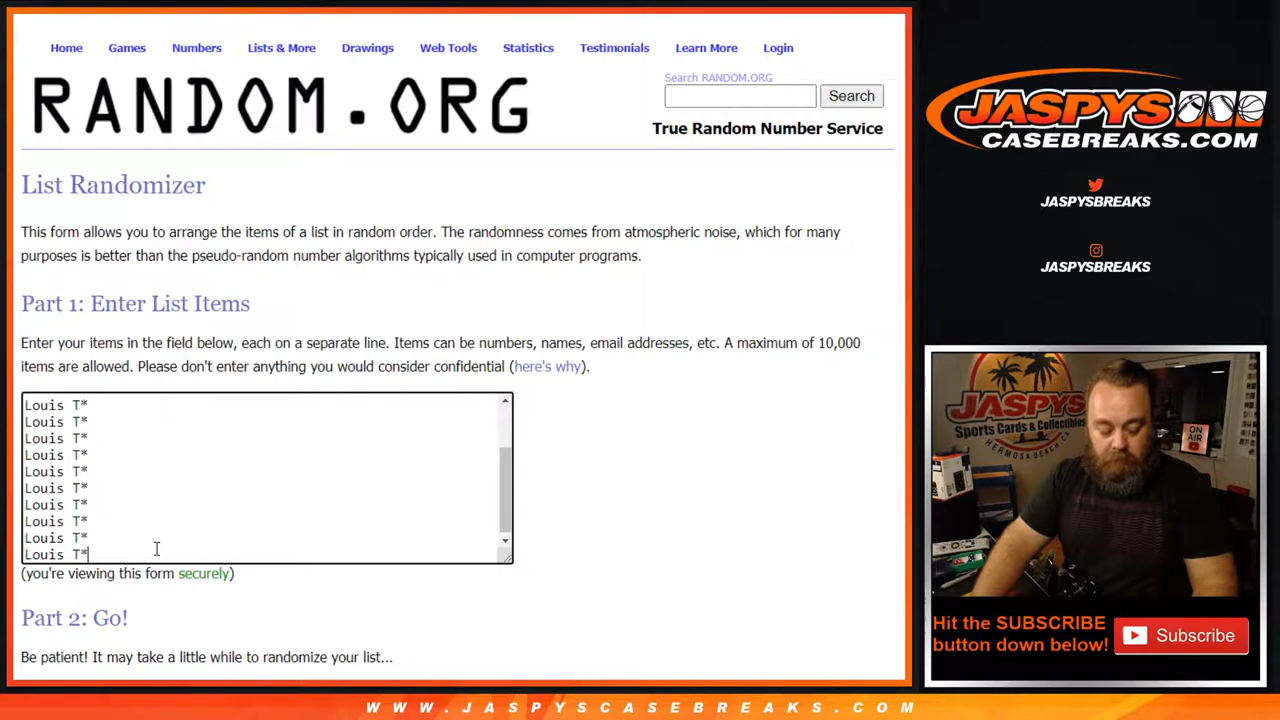 Home Games Numbers Lists & More Drawings Web Tools Statistics Testimonials Learn More Login
RANDOM.ORG
Search RANDOM.ORG
Search
True Random Number Service
List Randomizer
This form allows you to arrange the items of a list in random order. The randomness comes from atmospheric noise, which for many
purposes is better than the pseudo-random number algorithms typically used in computer programs.
Part 1: Enter List Items
Enter your items in the field below, each on a separate line. Items can be numbers, names, email addresses, etc. A maximum of 10,000
items are allowed. Please don't enter anything you would consider confidential (here's why).
Louis T*
Louis T*
Louis T*
Louis T*
Louis T*
Louis T*
Louis T*
Louis T*
Louis T*
Louis T*
(you're viewing this form securely)
Part 2: Go!
Be patient! It may take a little while to randomize your list...
JASPYS
CASEBREAKS.COM
JASPYSBREAKS
JASPYSBREAKS
JASPYS
Sports Cards & Collectibles
HERMOSA BEACH, CA
ON AIR
Hit the SUBSCRIBE
button down below!
Subscribe
WWW.JASPYSCASEBREAKS.COM